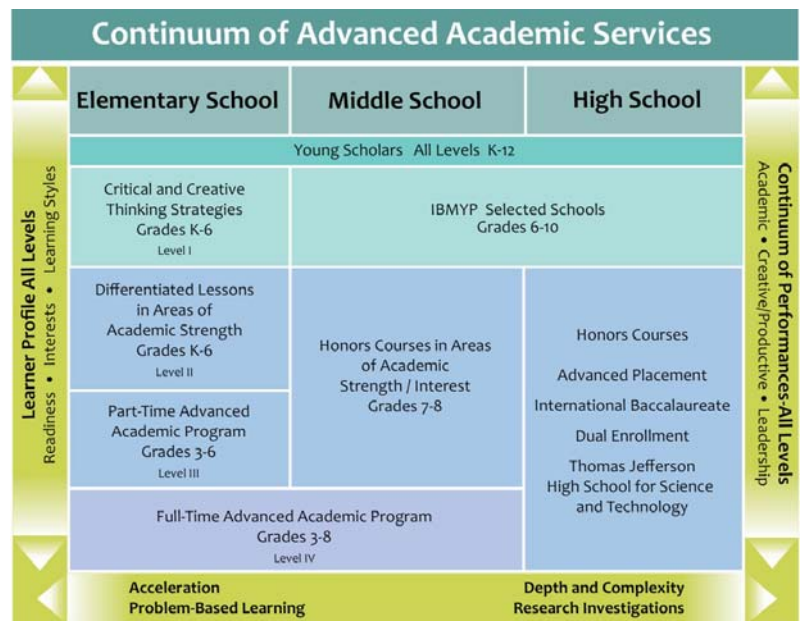 Continuum of Advanced Academic Services
Elementary School
Middle School
High School
Young Scholars All Levels K-12
Critical and Creative
Thinking Strategies
Grades K-6
Level I
IBMYP Selected Schools
Grades 6-10
Differentiated Lessons
in Areas of
Academic Strength
Grades K-6
Level II
Part-Time Advanced
Academic Program
Grades 3-6
Level III
Honors Courses in Areas
of Academic
Strength / Interest
Grades 7-8
Honors Courses
Advanced Placement
International Baccalaureate
Dual Enrollment
Thomas Jefferson
High School for Science
and Technology
Full-Time Advanced Academic Program
Grades 3-8
Level IV
Learner Profile All Levels
Readiness • Interests • Learning Styles
Continuum of Performances-All Levels
Academic • Creative/Productive • Leadership
Acceleration
Problem-Based Learning
Depth and Complexity
Research Investigations